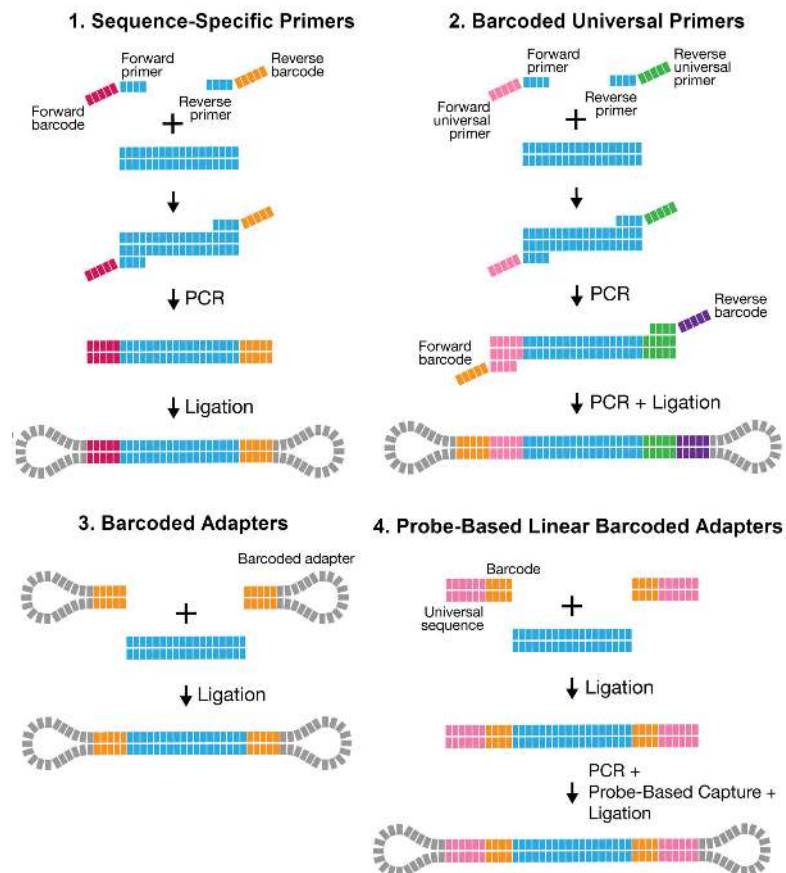 1. Sequence-Specific Primers
Forward
primer
Reverse
barcode
Forward
barcode
Reverse
primer
+
PCR
Ligation
2. Barcoded Universal Primers
Forward
primer
Reverse
universal
primer
Forward
universal
primer
Reverse
primer
+
PCR
Reverse
barcode
Forward
barcode
PCR + Ligation
3. Barcoded Adapters
Barcoded adapter
+
Ligation
4. Probe-Based Linear Barcoded Adapters
Barcode
Universal
sequence
+
Ligation
PCR +
Probe-Based Capture +
Ligation